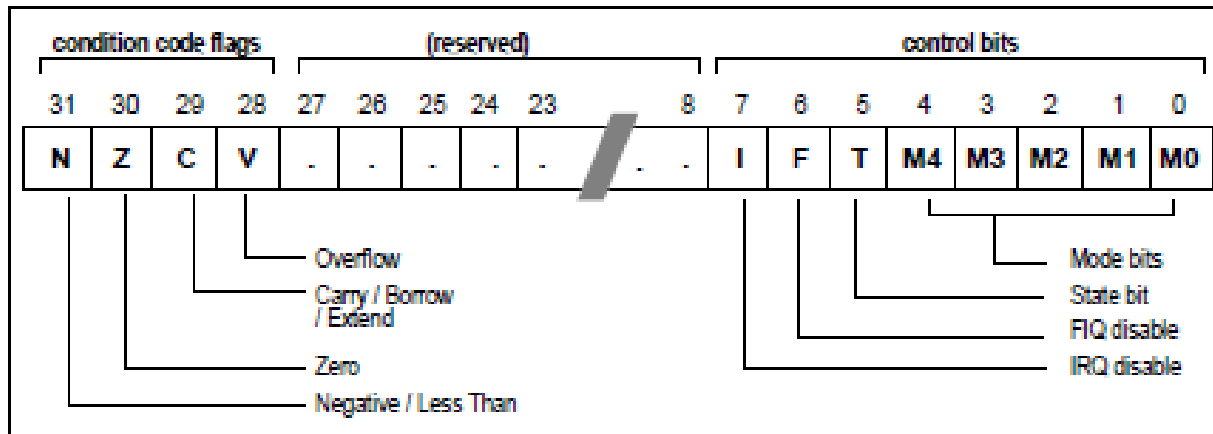 condition code flags (reserved) control bits
31 30 29 28 27 26 25 24 23 8 7 6 5 4 3 2 1 0
N Z C V . . . . . . . I F T M4 M3 M2 M1 M0
Overflow
Carry / Borrow
/ Extend
Zero
Negative / Less Than
Mode bits
State bit
FIQ disable
IRQ disable